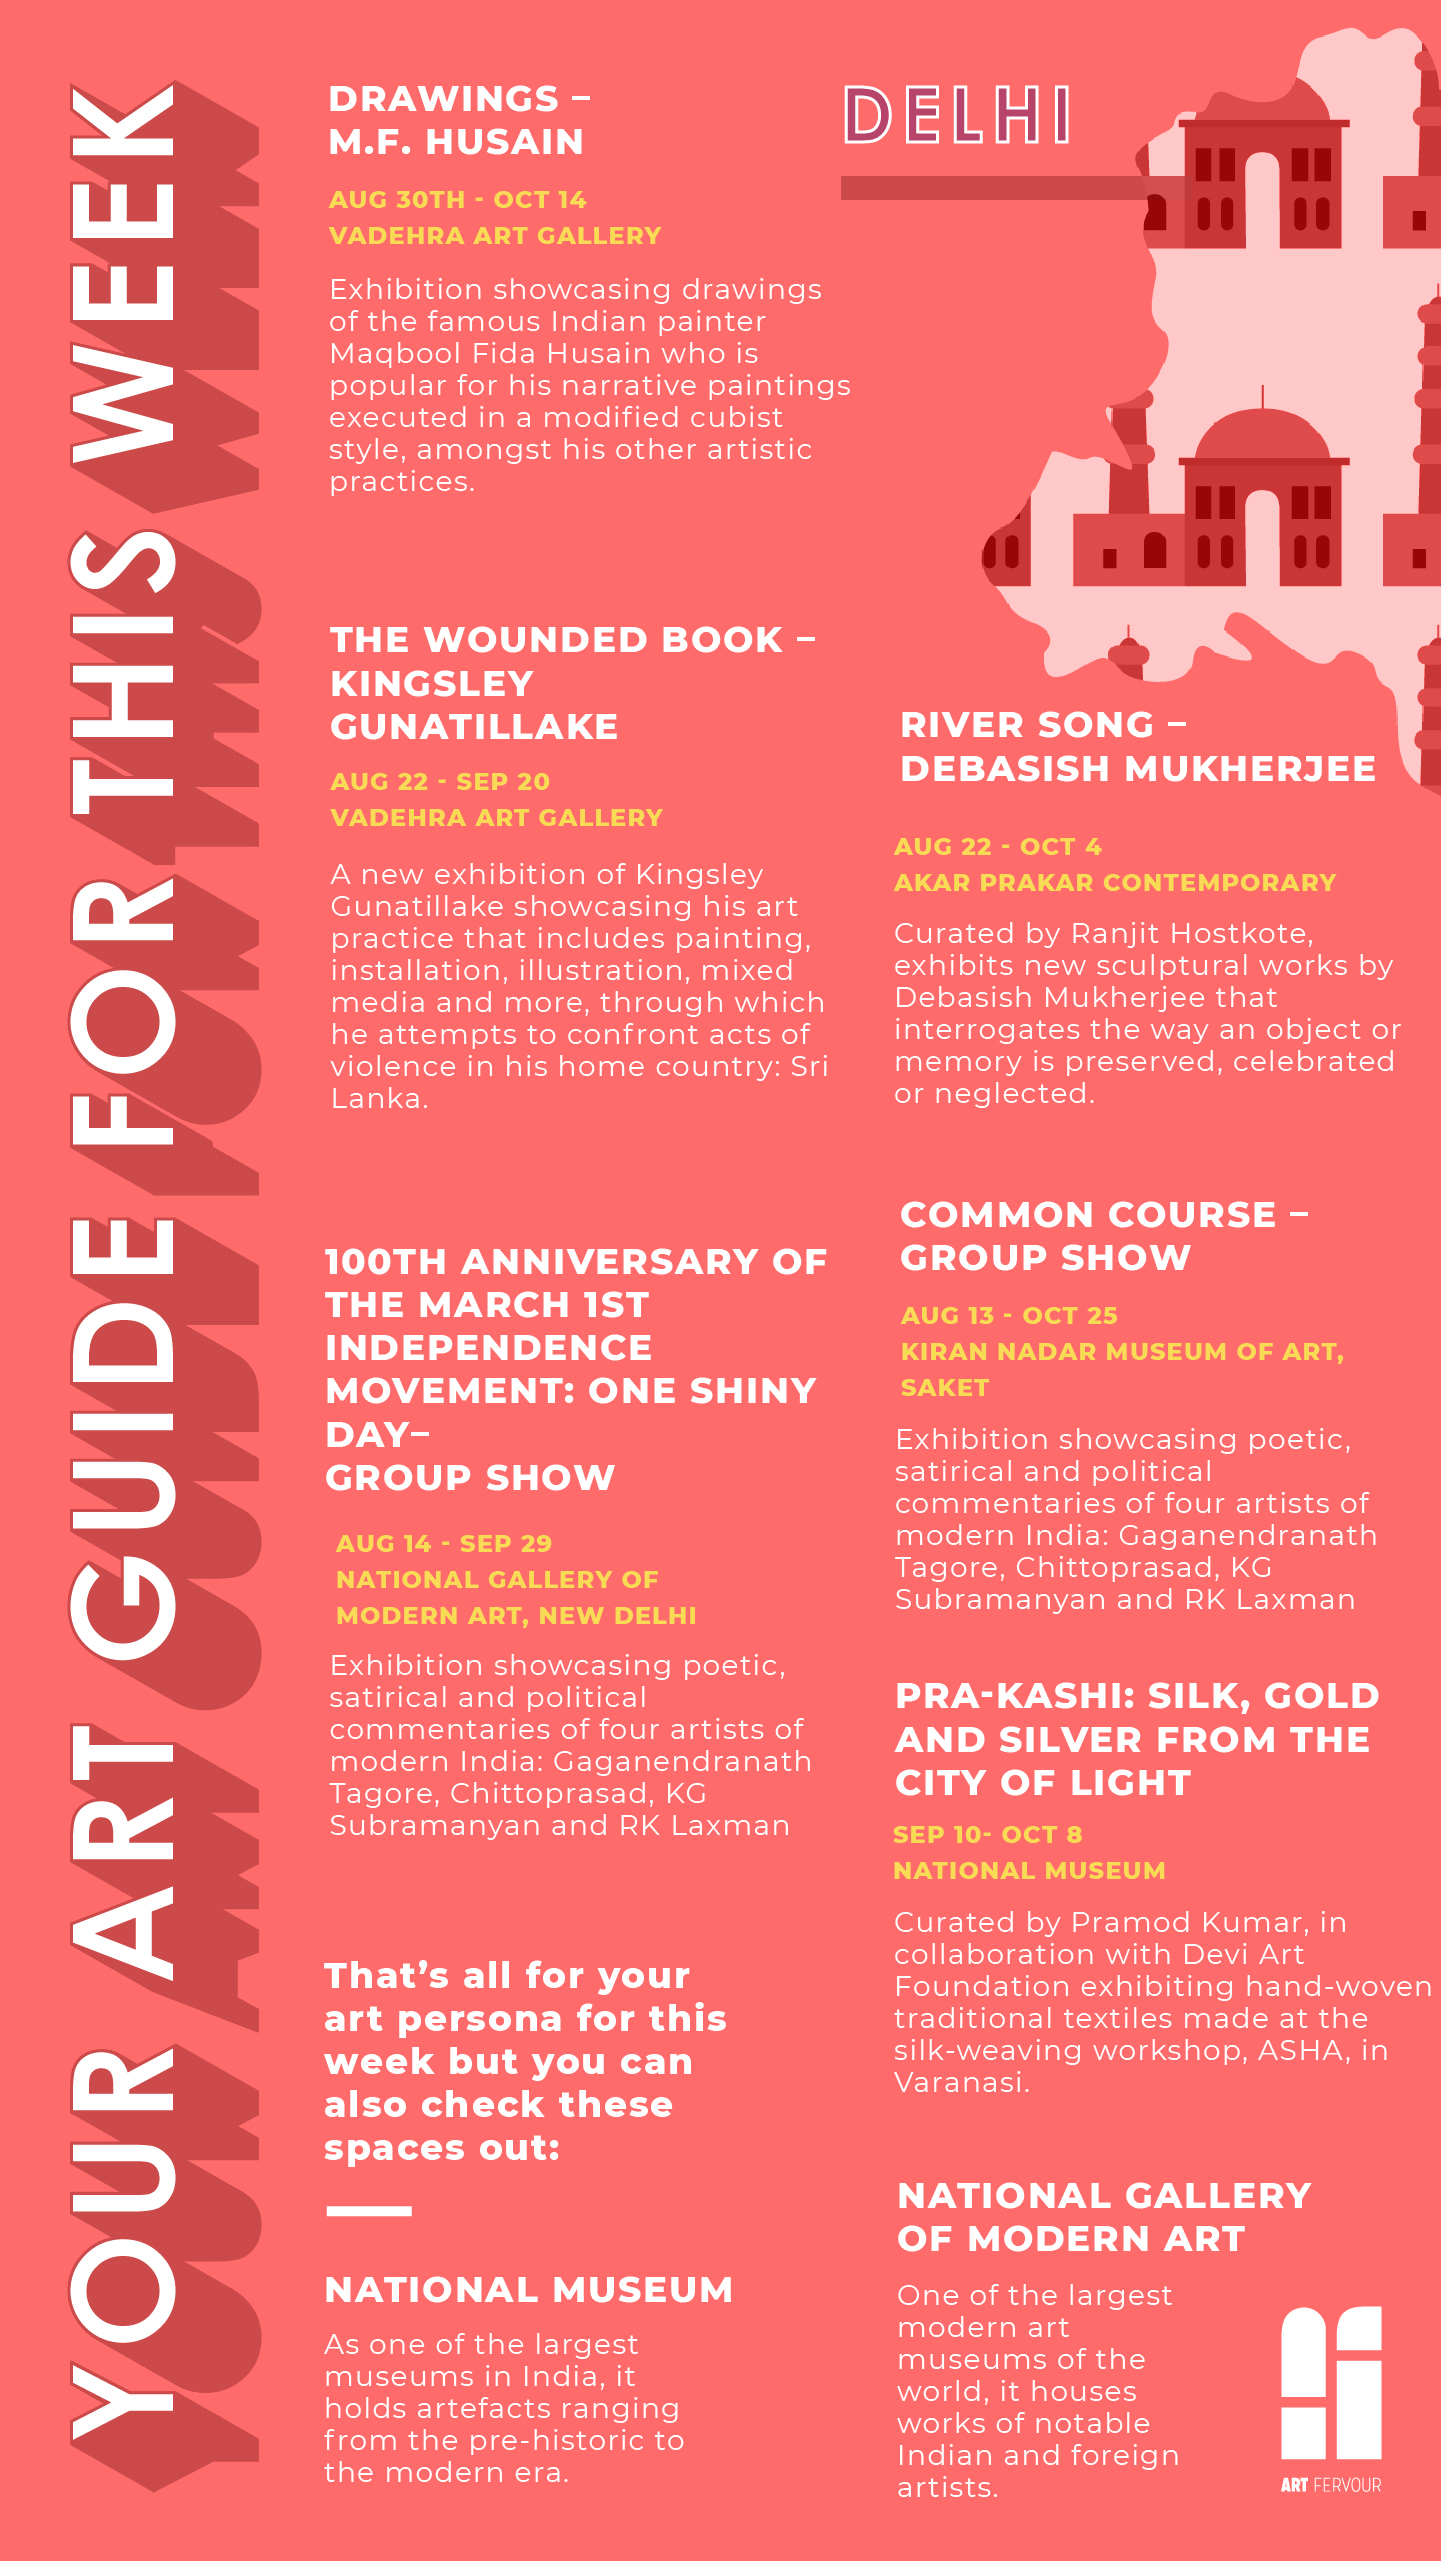 YOUR ART GUIDE FOR THIS WEEK
DELHI
DRAWINGS –
M.F. HUSAIN
AUG 30TH - OCT 14
VADEHRA ART GALLERY
Exhibition showcasing drawings
of the famous Indian painter
Maqbool Fida Husain who is
popular for his narrative paintings
executed in a modified cubist
style, amongst his other artistic
practices.
THE WOUNDED BOOK –
KINGSLEY
GUNATILLAKE
AUG 22 - SEP 20
VADEHRA ART GALLERY
A new exhibition of Kingsley
Gunatillake showcasing his art
practice that includes painting,
installation, illustration, mixed
media and more, through which
he attempts to confront acts of
violence in his home country: Sri
Lanka.
RIVER SONG –
DEBASISH MUKHERJEE
AUG 22 - OCT 4
AKAR PRAKAR CONTEMPORARY
Curated by Ranjit Hostkote,
exhibits new sculptural works by
Debasish Mukherjee that
interrogates the way an object or
memory is preserved, celebrated
or neglected.
100TH ANNIVERSARY OF
THE MARCH 1ST
INDEPENDENCE
MOVEMENT: ONE SHINY
DAY–
GROUP SHOW
AUG 14 - SEP 29
NATIONAL GALLERY OF
MODERN ART, NEW DELHI
Exhibition showcasing poetic,
satirical and political
commentaries of four artists of
modern India: Gaganendranath
Tagore, Chittoprasad, KG
Subramanyan and RK Laxman
COMMON COURSE –
GROUP SHOW
AUG 13 - OCT 25
KIRAN NADAR MUSEUM OF ART,
SAKET
Exhibition showcasing poetic,
satirical and political
commentaries of four artists of
modern India: Gaganendranath
Tagore, Chittoprasad, KG
Subramanyan and RK Laxman
PRA-KASHI: SILK, GOLD
AND SILVER FROM THE
CITY OF LIGHT
SEP 10- OCT 8
NATIONAL MUSEUM
Curated by Pramod Kumar, in
collaboration with Devi Art
Foundation exhibiting hand-woven
traditional textiles made at the
silk-weaving workshop, ASHA, in
Varanasi.
That’s all for your
art persona for this
week but you can
also check these
spaces out:
NATIONAL MUSEUM
As one of the largest
museums in India, it
holds artefacts ranging
from the pre-historic to
the modern era.
NATIONAL GALLERY
OF MODERN ART
One of the largest
modern art
museums of the
world, it houses
works of notable
Indian and foreign
artists.
ART FERVOUR